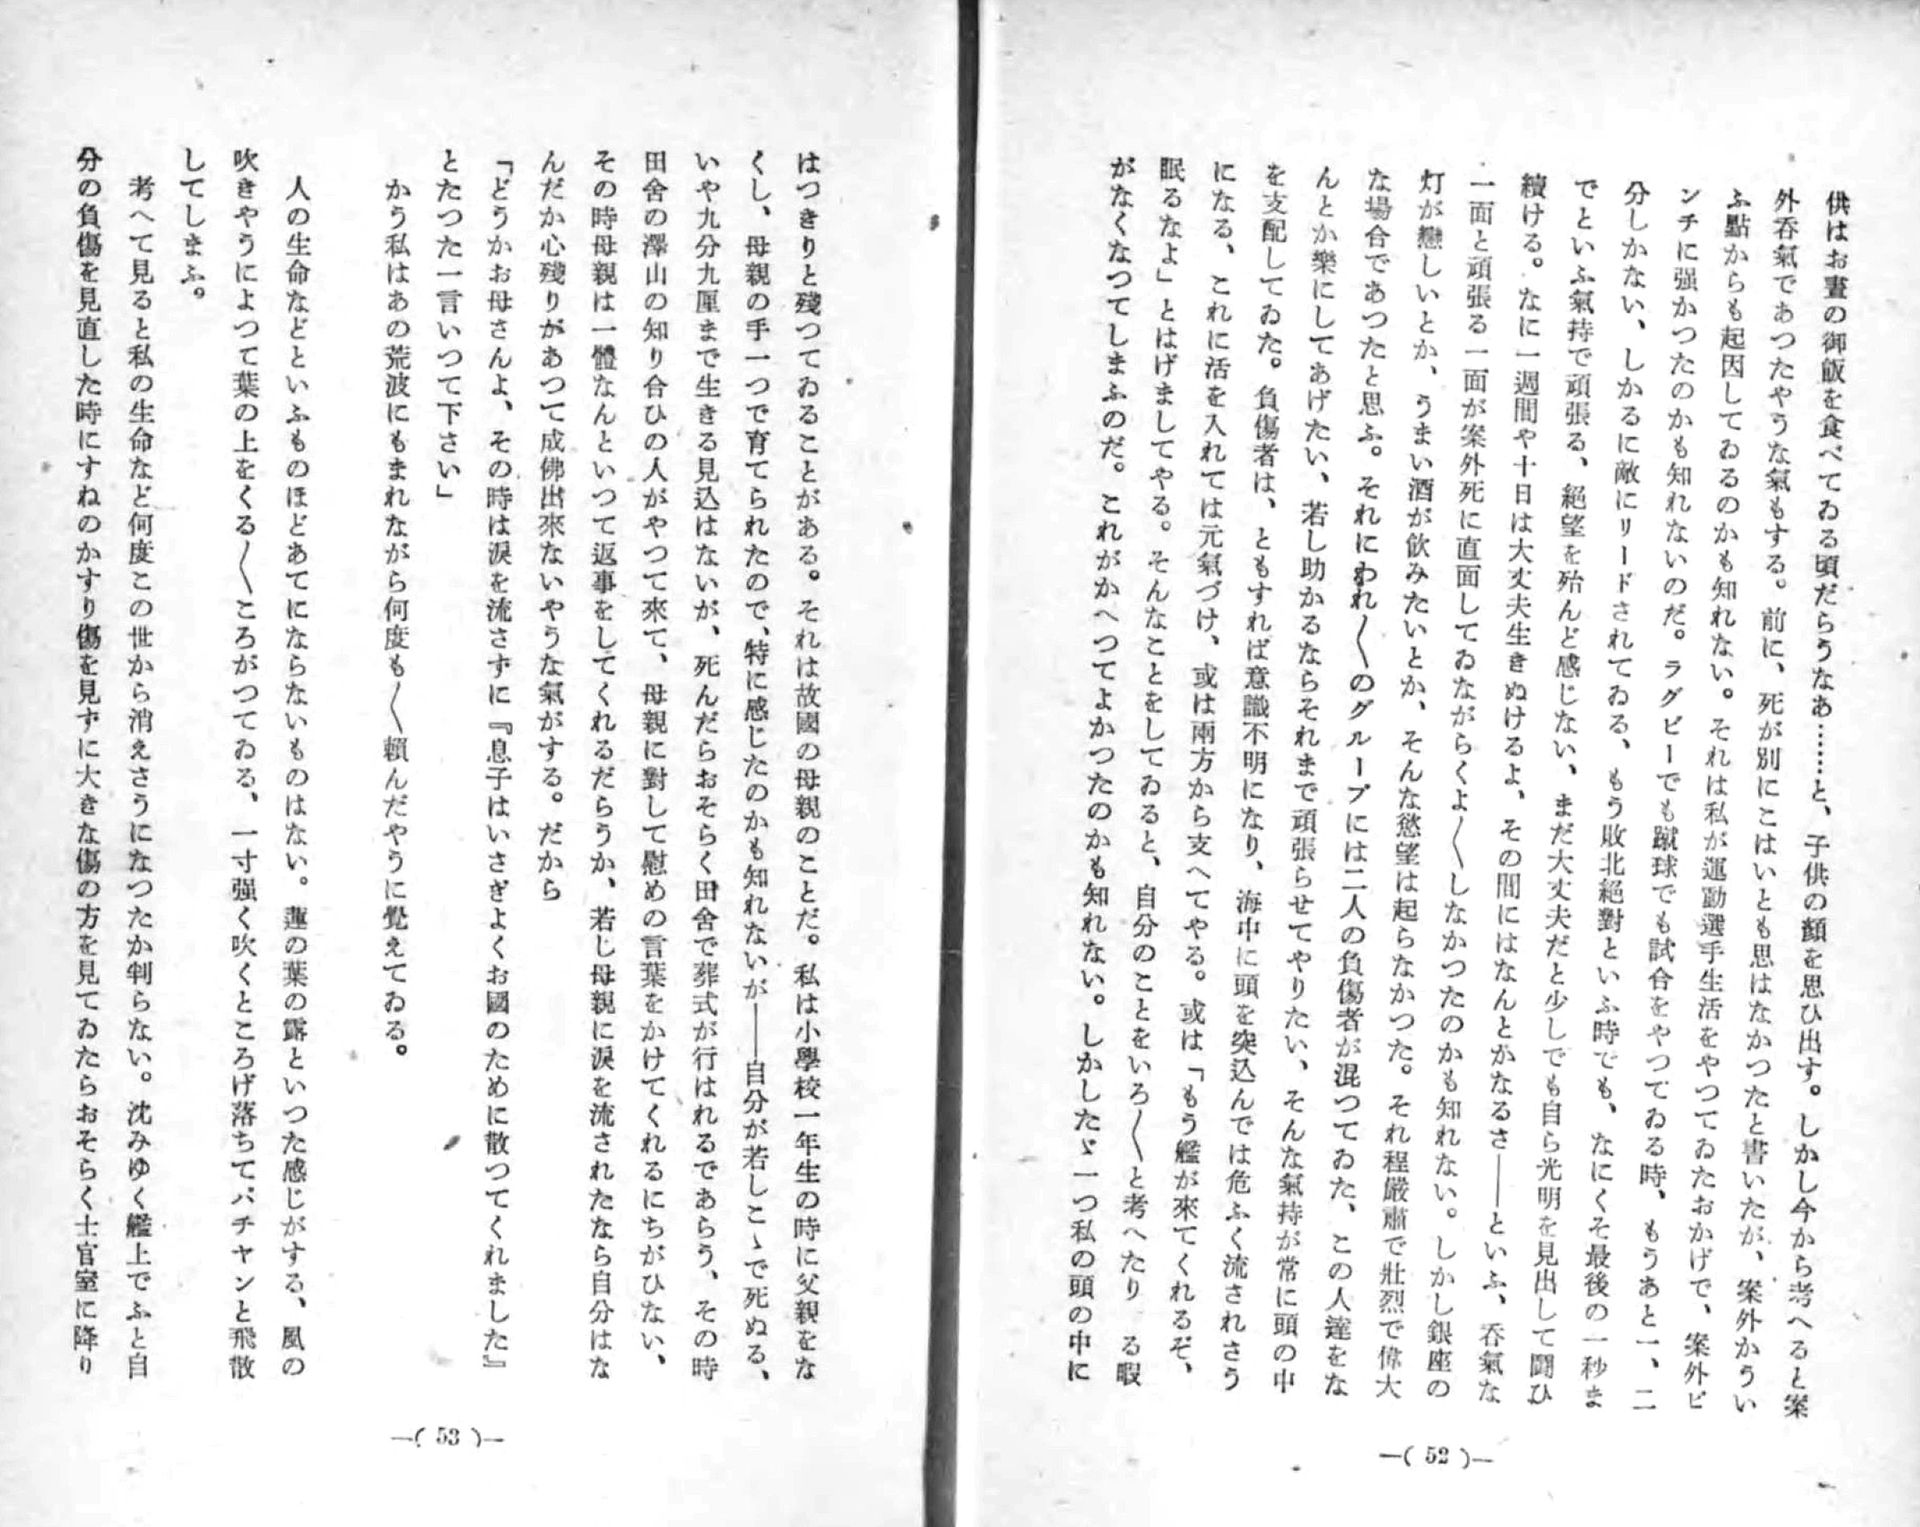 供はお晝の御飯を食べてゐる頃だらうなあ……と、子供の顏を思ひ出す。しかし今から考へると案
外呑氣であつたやうな氣もする。前に、死が別にこはいとも思はなかつたと書いたが、案外かうい
ふ點からも起因してゐるのかも知れない。それは私が運動選手生活をやつてゐたおかげで、案外ピ
ンチに强かつたのかも知れないのだ。ラグビーでも蹴球でも試合をやつてゐる時、もうあと一、二
分しかない、しかるに敵にリードされてゐる、もう敗北絕對といふ時でも、なにくそ最後の一秒ま
でといふ氣持で頑張る、絕望を殆んど感じない、まだ大丈夫だと少しでも自ら光明を見出して闘ひ
續ける。なに一週間や十日は大丈夫生きぬけるよ、その間にはなんとかなるさ――といふ、呑氣な
一面と頑張る一面が案外死に直面してゐながらくよ〳〵しなかつたのかも知れない。しかし銀座の
灯が戀しいとか、うまい酒が飮みたいとか、そんな慾望は起らなかつた。それ程嚴肅で壯烈で偉大
な場合であつたと思ふ。それにわれ〳〵のグループには二人の負傷者が混つてゐた、この人達をな
んとか樂にしてあげたい、若し助かるならそれまで頑張らせてやりたい、そんな氣持が常に頭の中
を支配してゐた。負傷者は、ともすれば意識不明になり、海中に頭を突込んでは危ふく流されさう
になる、これに活を入れては元氣づけ、或は兩方から支へてやる。或は「もう艦が來てくれるぞ、
眠るなよ」とはげましてやる。そんなことをしてゐると、自分のことをいろ〳〵と考へたり る暇
がなくなつてしまふのだ。これがかへつてよかつたのかも知れない。しかしたゞ一つ私の頭の中に
―( 52 )―
はつきりと殘つてゐることがある。それは故國の母親のことだ。私は小學校一年生の時に父親をな
くし、母親の手一つで育てられたので、特に感じたのかも知れないが――自分が若しこゝで死ぬる、
いや九分九厘まで生きる見込はないが、死んだらおそらく田舍で葬式が行はれるであらう、その時
田舍の澤山の知り合ひの人がやつて來て、母親に對して慰めの言葉をかけてくれるにちがひない、
その時母親は一體なんといつて返事をしてくれるだらうか、若し母親に淚を流されたなら自分はな
んだか心殘りがあつて成佛出來ないやうな氣がする。だから
「どうかお母さんよ、その時は淚を流さずに『息子はいさぎよくお國のために散つてくれました』
とたつた一言いつて下さい」
かう私はあの荒波にもまれながら何度も〳〵賴んだやうに覺えてゐる。
人の生命などといふものほどあてにならないものはない。蓮の葉の露といつた感じがする、風の
吹きやうによつて葉の上をくる〳〵ころがつてゐる、一寸强く吹くところげ落ちてパチヤンと飛散
してしまふ。
考へて見ると私の生命など何度この世から消えさうになつたか判らない。沈みゆく艦上でふと自
分の負傷を見直した時にすねのかすり傷を見ずに大きな傷の方を見てゐたらおそらく士官室に降り
―( 53 )―